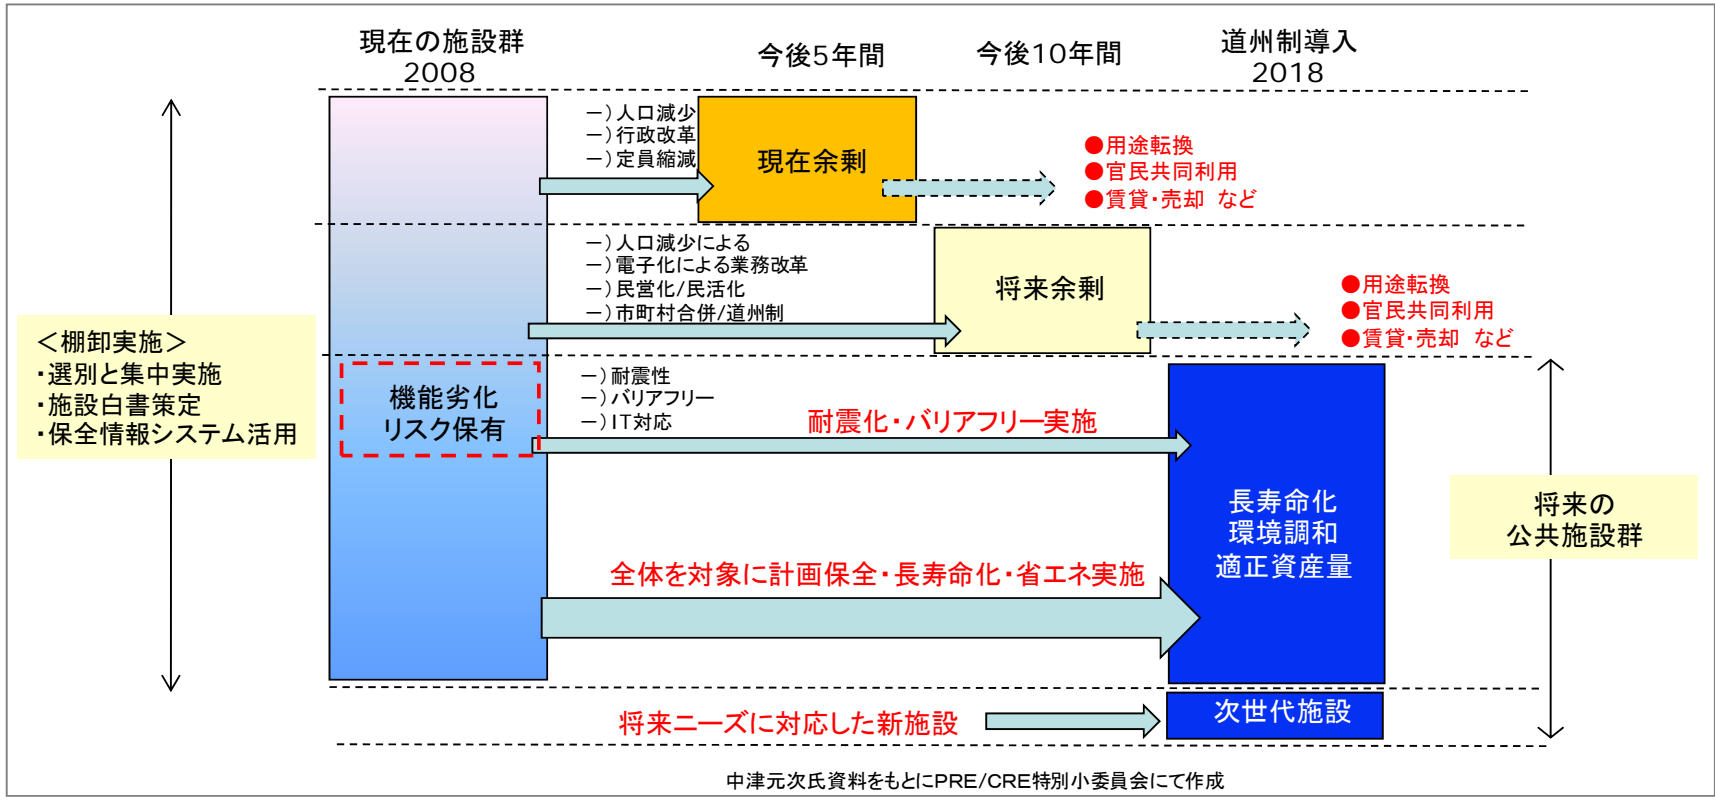 現在の施設群
2008
今後5年間
今後10年間
道州制導入
2018
－）人口減少
－）行政改革
－）定員縮減
現在余剰
●用途転換
●官民共同利用
●賃貸・売却 など
－）人口減少による
－）電子化による業務改革
－）民営化/民活化
－）市町村合併/道州制
将来余剰
●用途転換
●官民共同利用
●賃貸・売却 など
＜棚卸実施＞
・選別と集中実施
・施設白書策定
・保全情報システム活用
機能劣化
リスク保有
－）耐震性
－）バリアフリー
－）IT対応
耐震化・バリアフリー実施
長寿命化
環境調和
適正資産量
将来の
公共施設群
全体を対象に計画保全・長寿命化・省エネ実施
将来ニーズに対応した新施設
次世代施設
中津元次氏資料をもとにPRE/CRE特別小委員会にて作成